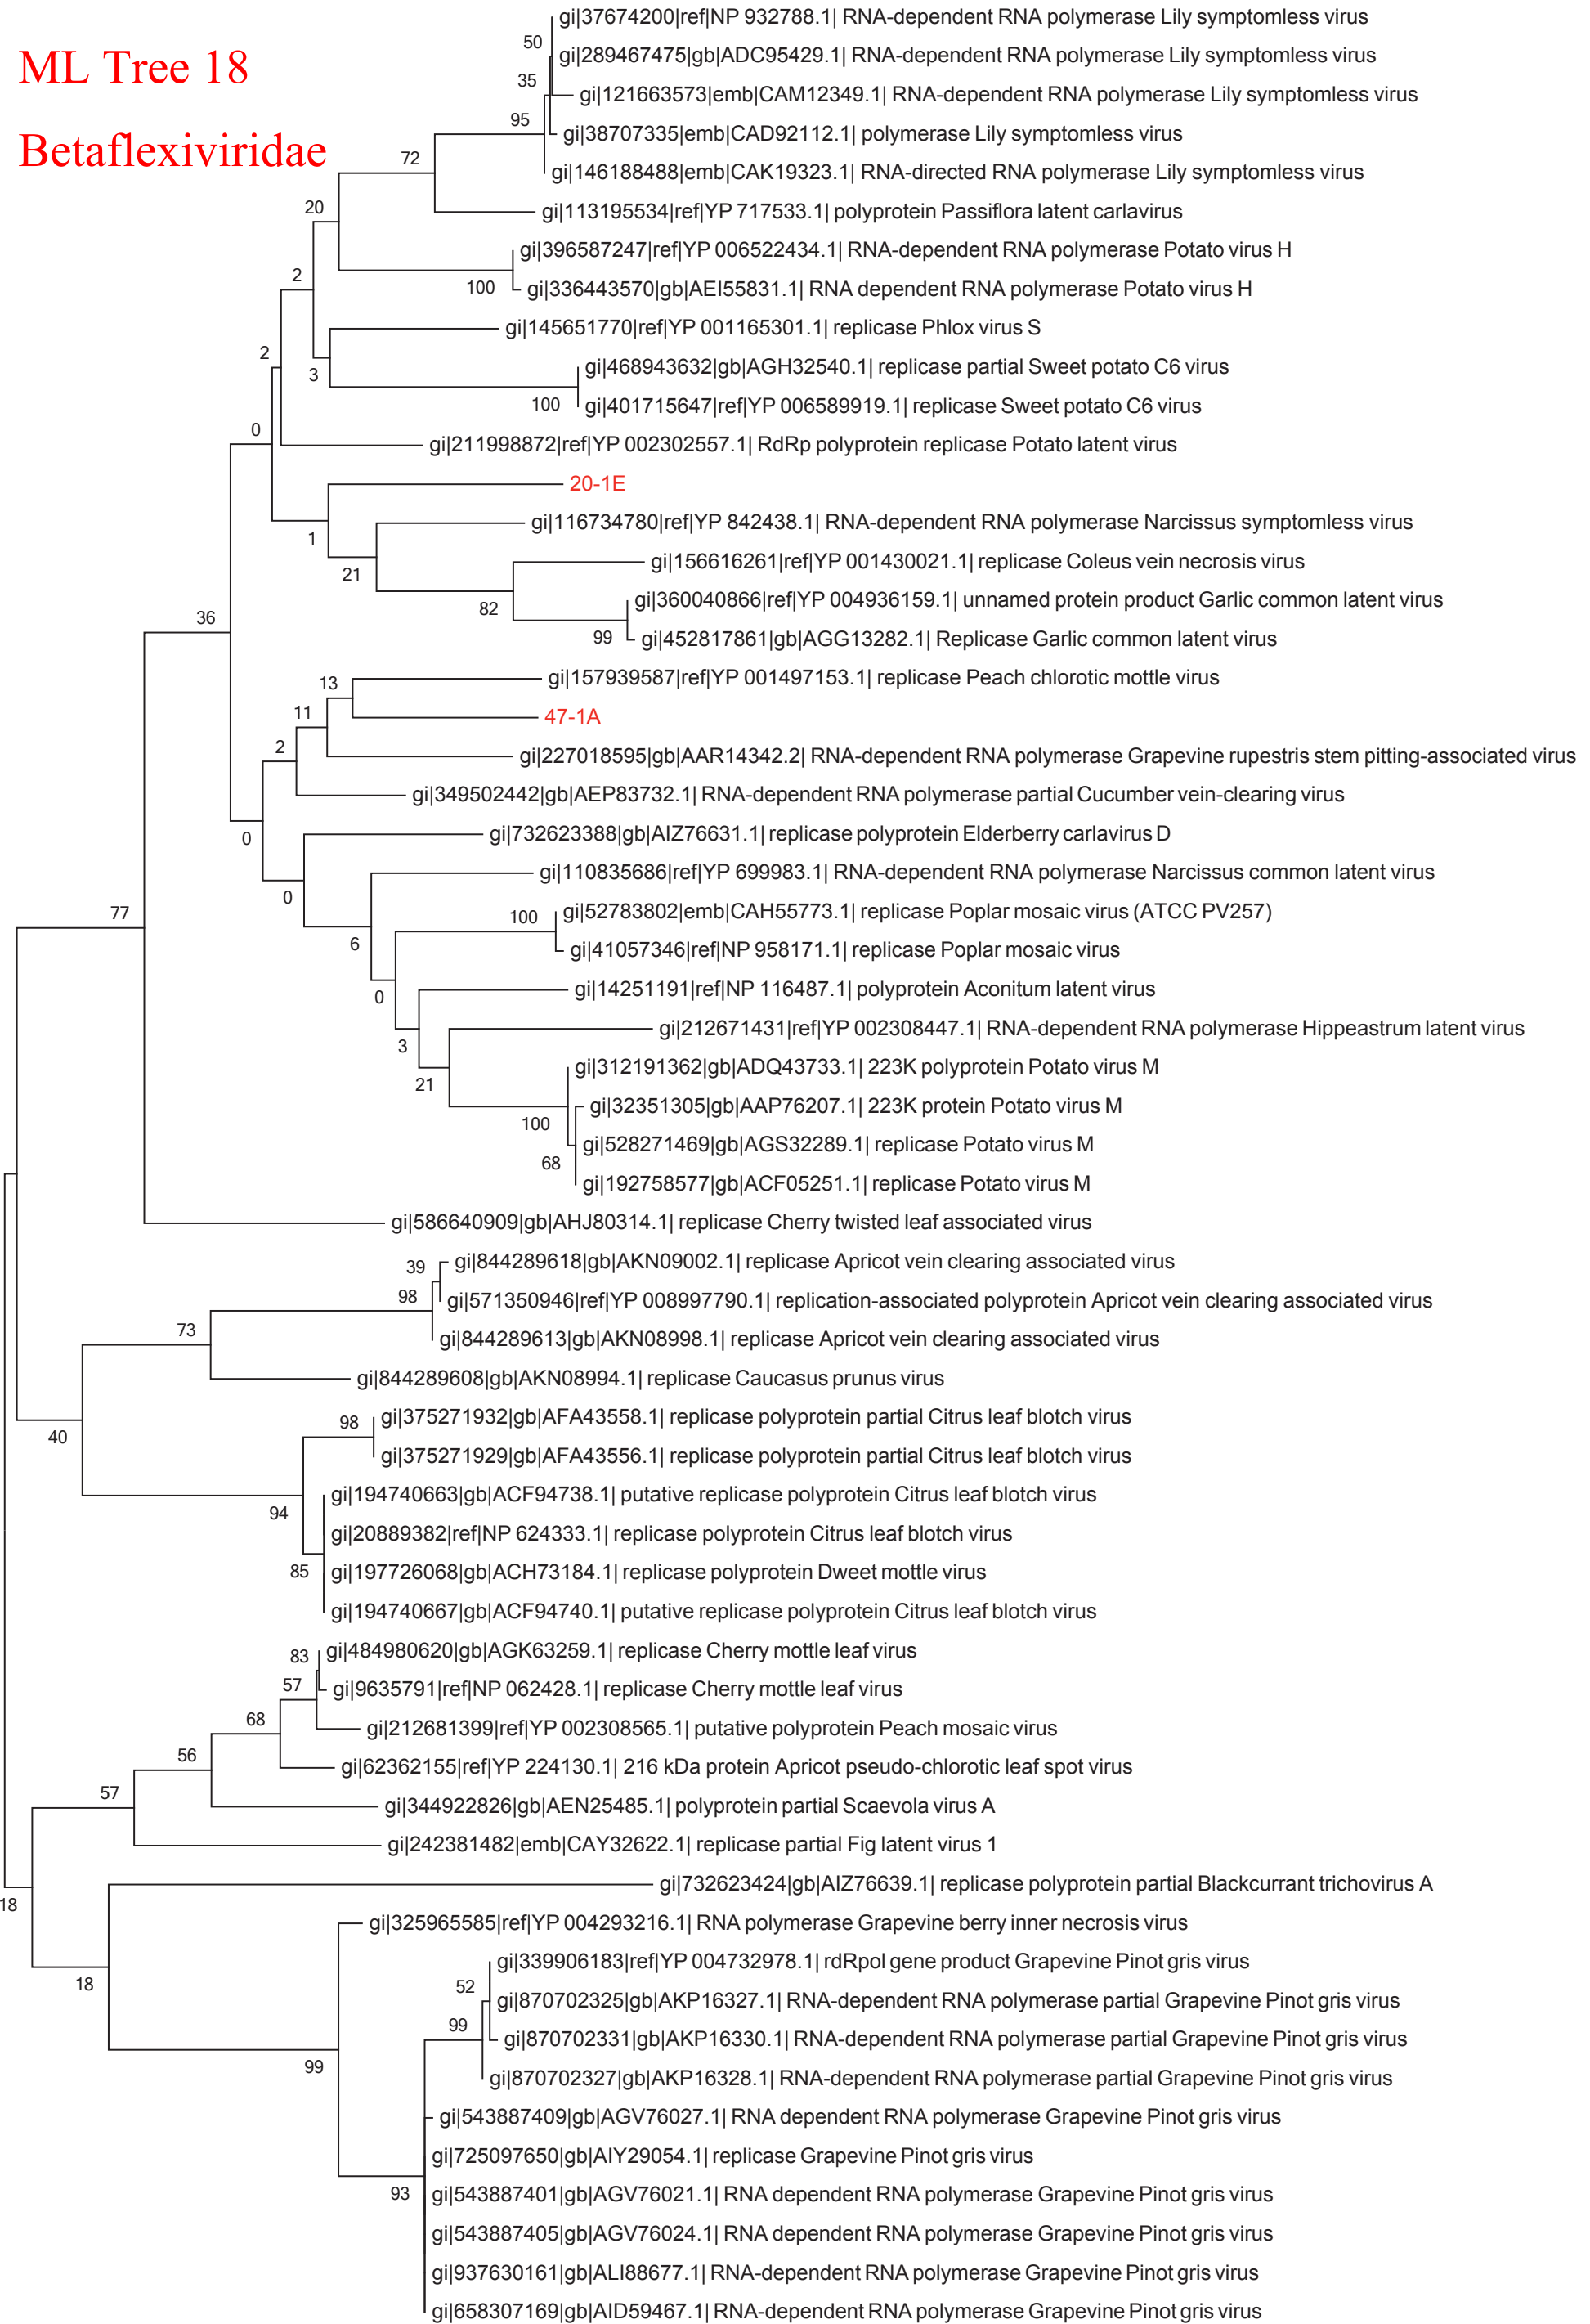 ML Tree 18
Betaflexiviridae
gi|37674200|ref|NP 932788.1| RNA-dependent RNA polymerase Lily symptomless virus
50
gi|289467475|gb|ADC95429.1| RNA-dependent RNA polymerase Lily symptomless virus
35
gi|121663573|emb|CAM12349.1| RNA-dependent RNA polymerase Lily symptomless virus
95
gi|38707335|emb|CAD92112.1| polymerase Lily symptomless virus
72
gi|146188488|emb|CAK19323.1| RNA-directed RNA polymerase Lily symptomless virus
20
gi|113195534|ref|YP 717533.1| polyprotein Passiflora latent carlavirus
gi|396587247|ref|YP 006522434.1| RNA-dependent RNA polymerase Potato virus H
2
100
gi|336443570|gb|AEI55831.1| RNA dependent RNA polymerase Potato virus H
gi|145651770|ref|YP 001165301.1| replicase Phlox virus S
2
3
gi|468943632|gb|AGH32540.1| replicase partial Sweet potato C6 virus
100
gi|401715647|ref|YP 006589919.1| replicase Sweet potato C6 virus
0
gi|211998872|ref|YP 002302557.1| RdRp polyprotein replicase Potato latent virus
20-1E
1
gi|116734780|ref|YP 842438.1| RNA-dependent RNA polymerase Narcissus symptomless virus
21
gi|156616261|ref|YP 001430021.1| replicase Coleus vein necrosis virus
82
gi|360040866|ref|YP 004936159.1| unnamed protein product Garlic common latent virus
36
99
gi|452817861|gb|AGG13282.1| Replicase Garlic common latent virus
13
gi|157939587|ref|YP 001497153.1| replicase Peach chlorotic mottle virus
11
47-1A
2
gi|227018595|gb|AAR14342.2| RNA-dependent RNA polymerase Grapevine rupestris stem pitting-associated virus
gi|349502442|gb|AEP83732.1| RNA-dependent RNA polymerase partial Cucumber vein-clearing virus
0
gi|732623388|gb|AIZ76631.1| replicase polyprotein Elderberry carlavirus D
0
gi|110835686|ref|YP 699983.1| RNA-dependent RNA polymerase Narcissus common latent virus
77
100
gi|52783802|emb|CAH55773.1| replicase Poplar mosaic virus (ATCC PV257)
6
gi|41057346|ref|NP 958171.1| replicase Poplar mosaic virus
0
gi|14251191|ref|NP 116487.1| polyprotein Aconitum latent virus
3
gi|212671431|ref|YP 002308447.1| RNA-dependent RNA polymerase Hippeastrum latent virus
21
gi|312191362|gb|ADQ43733.1| 223K polyprotein Potato virus M
100
gi|32351305|gb|AAP76207.1| 223K protein Potato virus M
68
gi|528271469|gb|AGS32289.1| replicase Potato virus M
gi|192758577|gb|ACF05251.1| replicase Potato virus M
gi|586640909|gb|AHJ80314.1| replicase Cherry twisted leaf associated virus
39
gi|844289618|gb|AKN09002.1| replicase Apricot vein clearing associated virus
98
gi|571350946|ref|YP 008997790.1| replication-associated polyprotein Apricot vein clearing associated virus
73
gi|844289613|gb|AKN08998.1| replicase Apricot vein clearing associated virus
gi|844289608|gb|AKN08994.1| replicase Caucasus prunus virus
40
98
gi|375271932|gb|AFA43558.1| replicase polyprotein partial Citrus leaf blotch virus
gi|375271929|gb|AFA43556.1| replicase polyprotein partial Citrus leaf blotch virus
94
gi|194740663|gb|ACF94738.1| putative replicase polyprotein Citrus leaf blotch virus
gi|20889382|ref|NP 624333.1| replicase polyprotein Citrus leaf blotch virus
85
gi|197726068|gb|ACH73184.1| replicase polyprotein Dweet mottle virus
gi|194740667|gb|ACF94740.1| putative replicase polyprotein Citrus leaf blotch virus
83
gi|484980620|gb|AGK63259.1| replicase Cherry mottle leaf virus
57
gi|9635791|ref|NP 062428.1| replicase Cherry mottle leaf virus
68
gi|212681399|ref|YP 002308565.1| putative polyprotein Peach mosaic virus
56
gi|62362155|ref|YP 224130.1| 216 kDa protein Apricot pseudo-chlorotic leaf spot virus
57
gi|344922826|gb|AEN25485.1| polyprotein partial Scaevola virus A
gi|242381482|emb|CAY32622.1| replicase partial Fig latent virus 1
18
gi|732623424|gb|AIZ76639.1| replicase polyprotein partial Blackcurrant trichovirus A
gi|325965585|ref|YP 004293216.1| RNA polymerase Grapevine berry inner necrosis virus
18
gi|339906183|ref|YP 004732978.1| rdRpol gene product Grapevine Pinot gris virus
52
gi|870702325|gb|AKP16327.1| RNA-dependent RNA polymerase partial Grapevine Pinot gris virus
99
gi|870702331|gb|AKP16330.1| RNA-dependent RNA polymerase partial Grapevine Pinot gris virus
99
gi|870702327|gb|AKP16328.1| RNA-dependent RNA polymerase partial Grapevine Pinot gris virus
gi|543887409|gb|AGV76027.1| RNA dependent RNA polymerase Grapevine Pinot gris virus
gi|725097650|gb|AIY29054.1| replicase Grapevine Pinot gris virus
93
gi|543887401|gb|AGV76021.1| RNA dependent RNA polymerase Grapevine Pinot gris virus
gi|543887405|gb|AGV76024.1| RNA dependent RNA polymerase Grapevine Pinot gris virus
gi|937630161|gb|ALI88677.1| RNA-dependent RNA polymerase Grapevine Pinot gris virus
gi|658307169|gb|AID59467.1| RNA-dependent RNA polymerase Grapevine Pinot gris virus